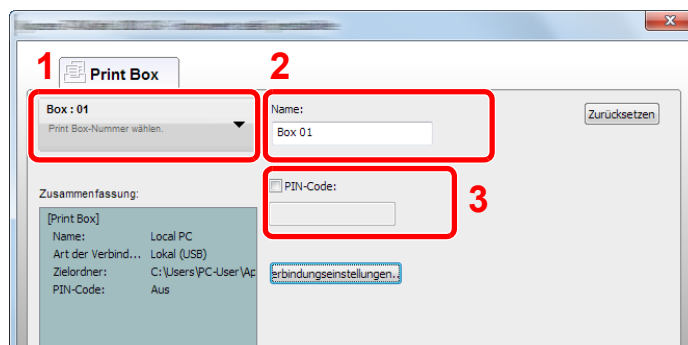 1
2
Print Box
Box : 01
Print Box-Nummer wählen.
Name:
Box 01
Zurücksetzen
PIN-Code:
3
Zusammenfassung:
[Print Box]
Name: Local PC
Art der Verbind... Lokal (USB)
Zielordner: C:\Users\PC-User\Ap
PIN-Code: Aus
erbindungseinstellungen..